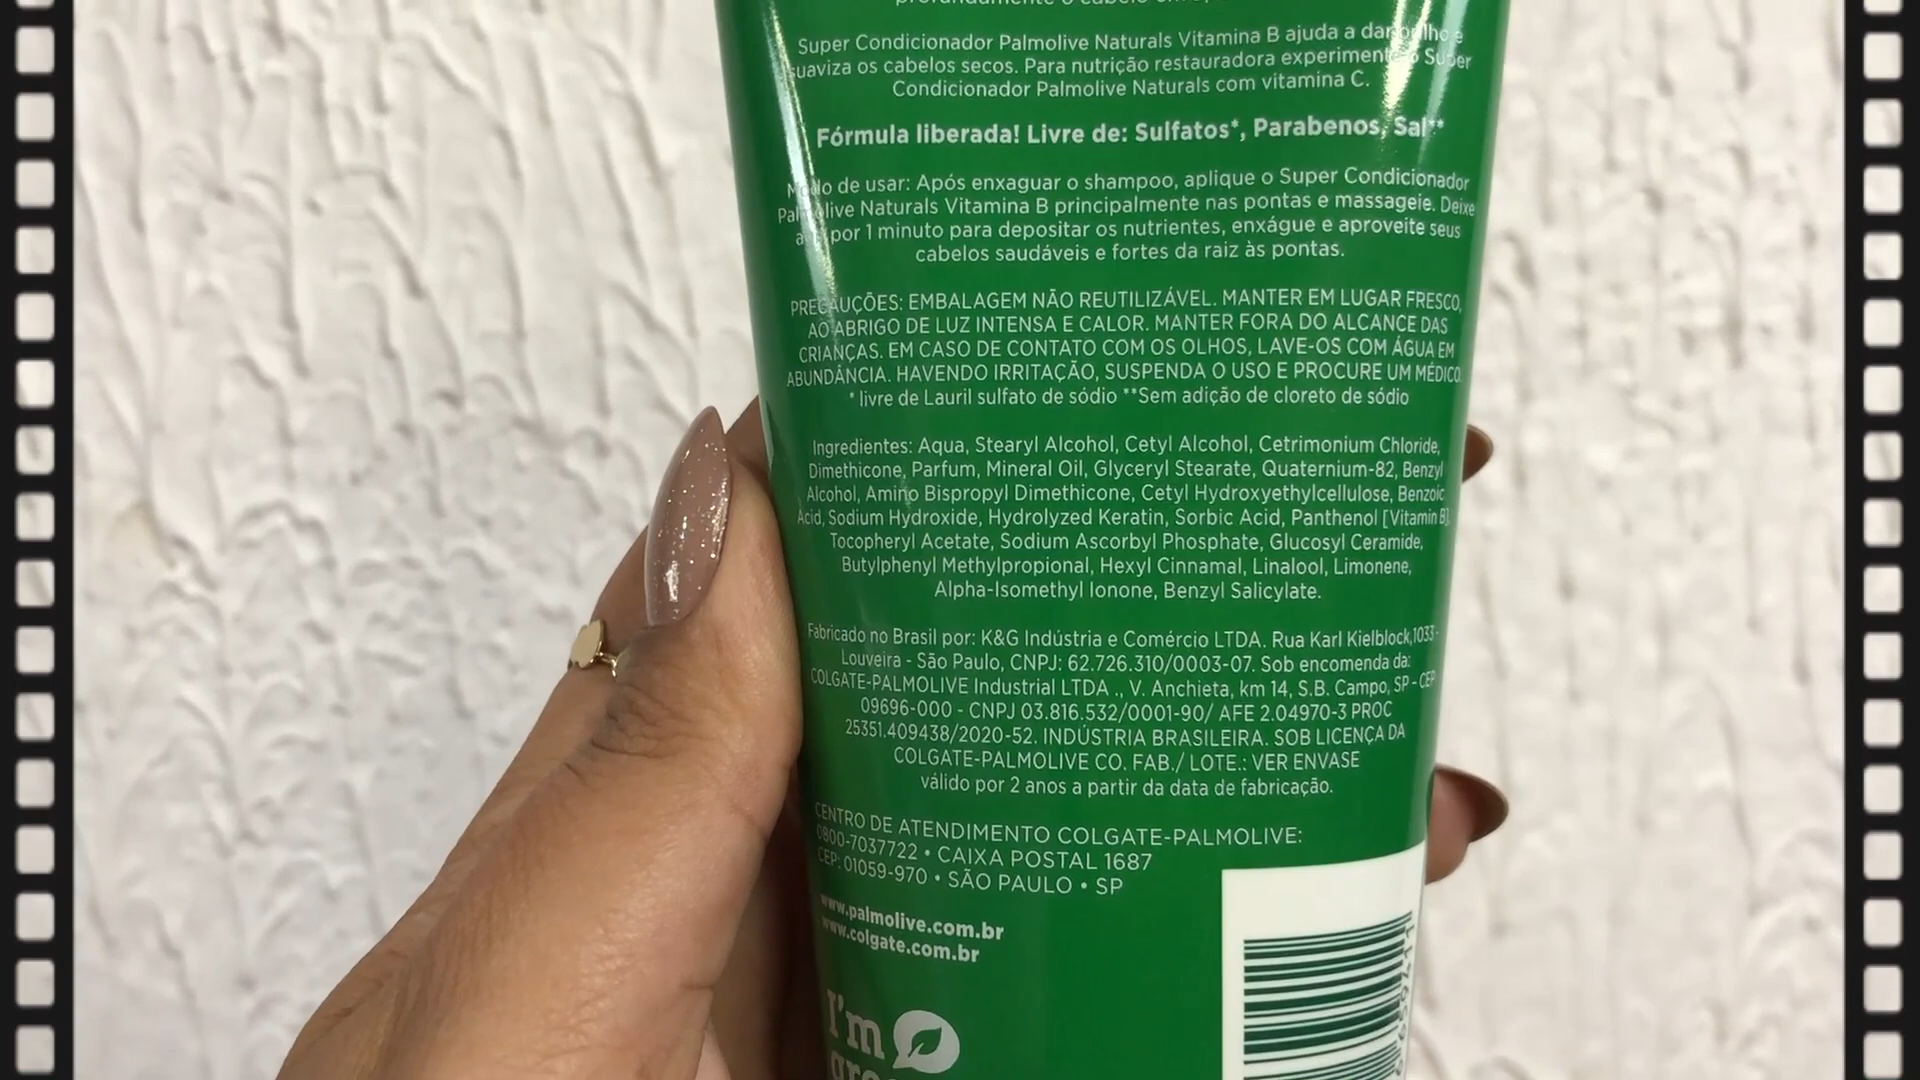 profundamente o cabelo em
Super Condicionador Palmolive Naturals Vitamina B ajuda a dar brilho e
suaviza os cabelos secos. Para nutrição restauradora experimente o Super
Condicionador Palmolive Naturals com vitamina C.
Fórmula liberada! Livre de: Sulfatos*, Parabenos, Sal**
Modo de usar: Após enxaguar o shampoo, aplique o Super Condicionador
Palmolive Naturals Vitamina B principalmente nas pontas e massageie. Deixe
por 1 minuto para depositar os nutrientes, enxágue e aproveite seus
cabelos saudáveis e fortes da raiz às pontas.
PRECAUÇÕES: EMBALAGEM NÃO REUTILIZÁVEL. MANTER EM LUGAR FRESCO,
AO ABRIGO DE LUZ INTENSA E CALOR. MANTER FORA DO ALCANCE DAS
CRIANÇAS. EM CASO DE CONTATO COM OS OLHOS, LAVE-OS COM ÁGUA EM
ABUNDÂNCIA. HAVENDO IRRITAÇÃO, SUSPENDA O USO E PROCURE UM MÉDICO.
* livre de Lauril sulfato de sódio **Sem adição de cloreto de sódio
Ingredientes: Aqua, Stearyl Alcohol, Cetyl Alcohol, Cetrimonium Chloride,
Dimethicone, Parfum, Mineral Oil, Glyceryl Stearate, Quaternium-82, Benzyl
Alcohol, Amino Bispropyl Dimethicone, Cetyl Hydroxyethylcellulose, Benzoic
Acid, Sodium Hydroxide, Hydrolyzed Keratin, Sorbic Acid, Panthenol [Vitamin B],
Tocopheryl Acetate, Sodium Ascorbyl Phosphate, Glucosyl Ceramide,
Butylphenyl Methylpropional, Hexyl Cinnamal, Linalool, Limonene,
Alpha-Isomethyl Ionone, Benzyl Salicylate.
Fabricado no Brasil por: K&G Indústria e Comércio LTDA. Rua Karl Kielblock,1033 -
Louveira - São Paulo, CNPJ: 62.726.310/0003-07. Sob encomenda da:
COLGATE-PALMOLIVE Industrial LTDA ., V. Anchieta, km 14, S.B. Campo, SP - CEP
09696-000 - CNPJ 03.816.532/0001-90/ AFE 2.04970-3 PROC
25351.409438/2020-52. INDÚSTRIA BRASILEIRA. SOB LICENÇA DA
COLGATE-PALMOLIVE CO. FAB./ LOTE.: VER ENVASE
válido por 2 anos a partir da data de fabricação.
CENTRO DE ATENDIMENTO COLGATE-PALMOLIVE:
0800-7037722 • CAIXA POSTAL 1687
CEP: 01059-970 • SÃO PAULO • SP
www.palmolive.com.br
www.colgate.com.br
I'm